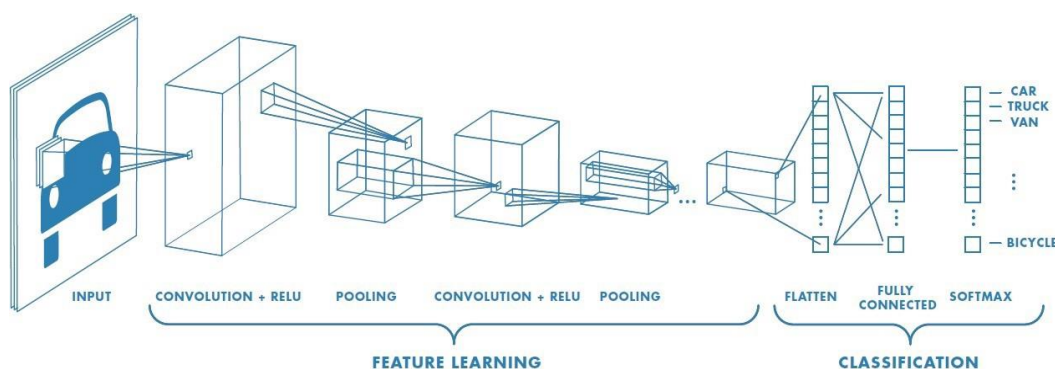 CAR
TRUCK
VAN
BICYCLE
INPUT
CONVOLUTION + RELU
POOLING
CONVOLUTION + RELU
POOLING
FLATTEN
FULLY
CONNECTED
SOFTMAX
FEATURE LEARNING
CLASSIFICATION